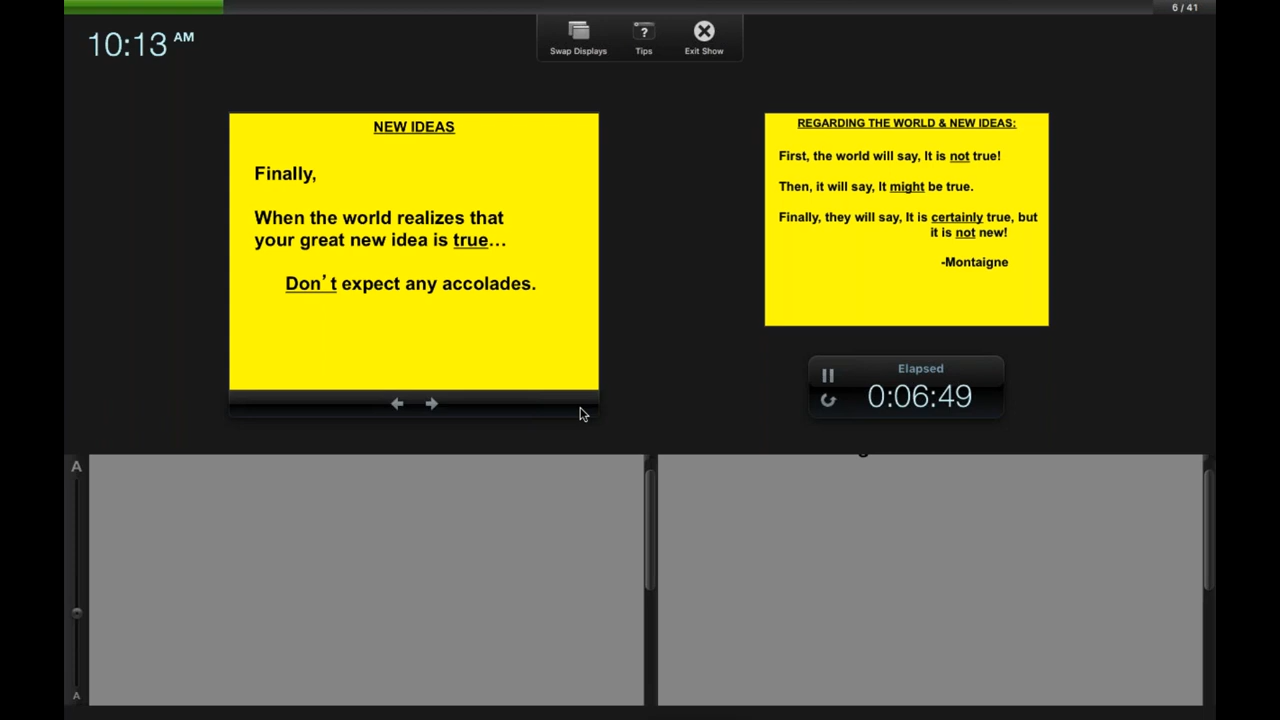 6 / 41
10:13 AM
Swap Displays
Tips
Exit Show
NEW IDEAS
Finally,
When the world realizes that
your great new idea is true...
Don't expect any accolades.
REGARDING THE WORLD & NEW IDEAS:
First, the world will say, It is not true!
Then, it will say, It might be true.
Finally, they will say, It is certainly true, but
it is not new!
-Montaigne
Elapsed
0:06:49
A
A